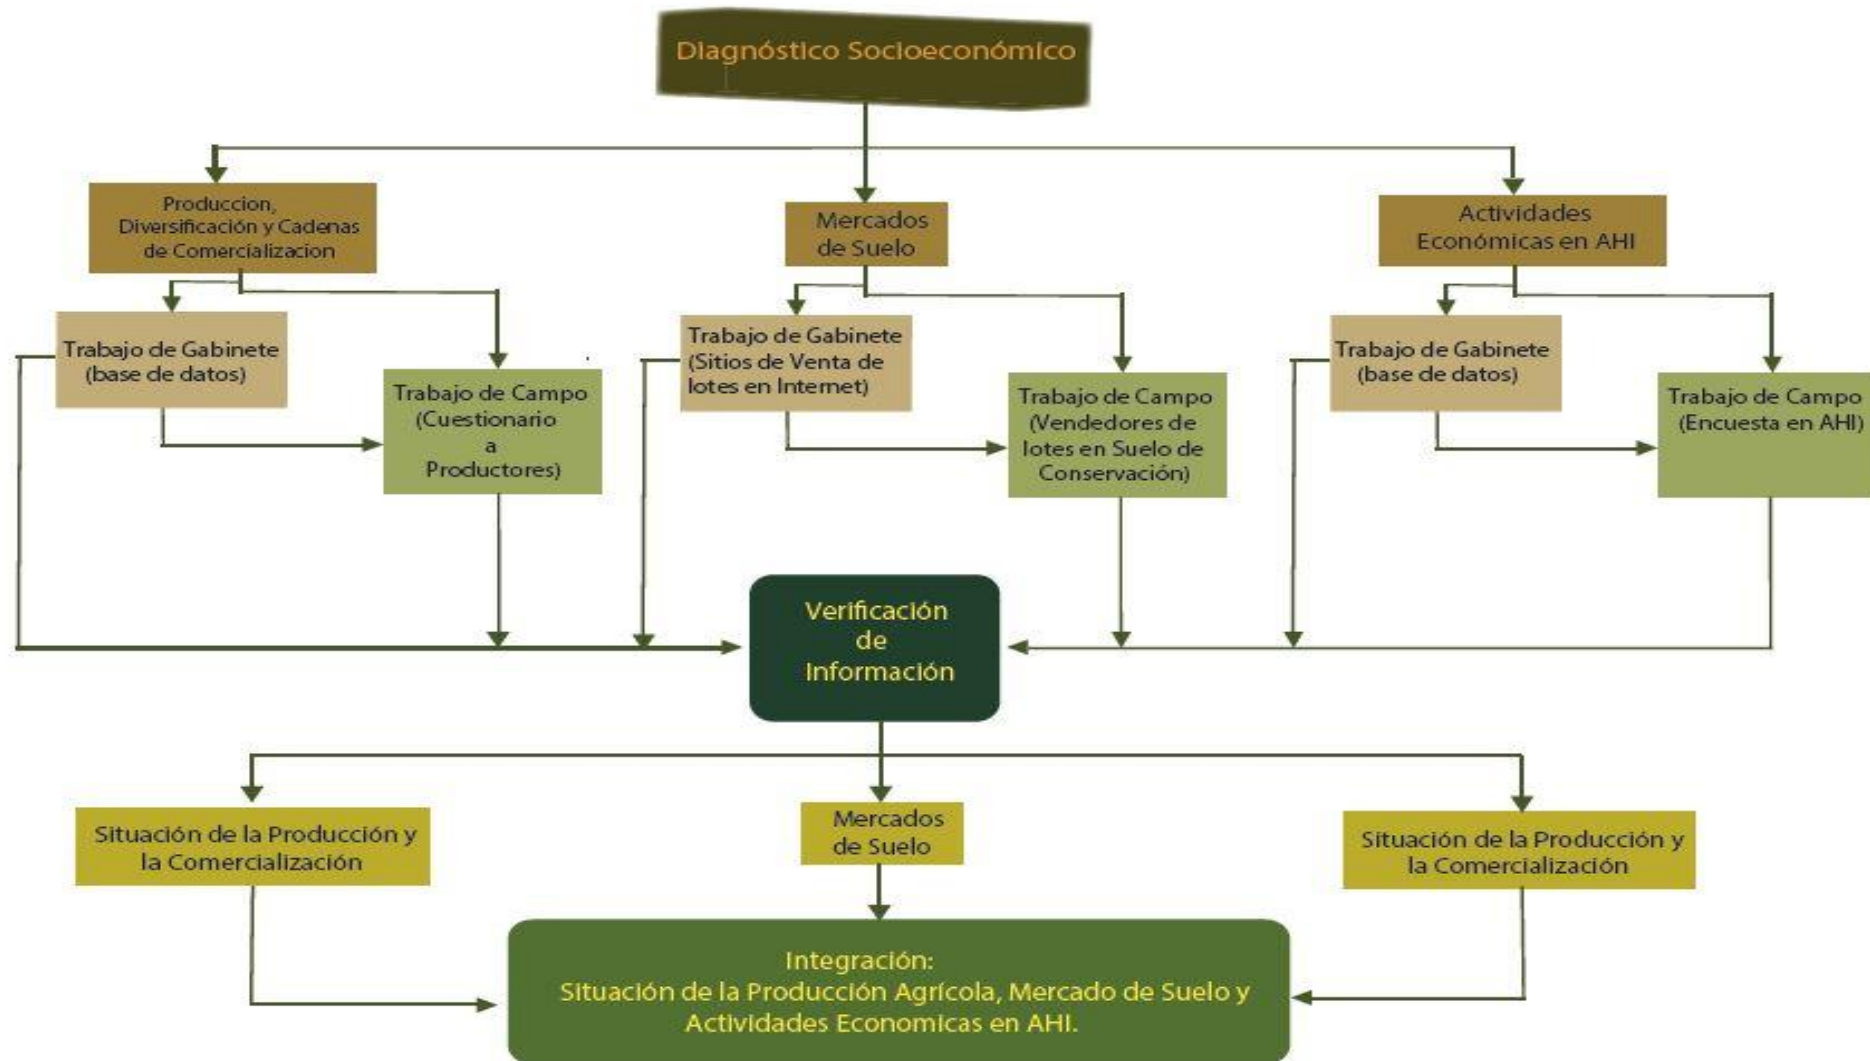 Diagnóstico Socioeconómico
Produccion,
Diversificación y Cadenas
de Comercializacion
Mercados
de Suelo
Actividades
Económicas en AHI
Trabajo de Gabinete
(base de datos)
Trabajo de Campo
(Cuestionario
a
Productores)
Trabajo de Gabinete
(Sitios de Venta de
lotes en Internet)
Trabajo de Campo
(Vendedores de
lotes en Suelo de
Conservación)
Trabajo de Gabinete
(base de datos)
Trabajo de Campo
(Encuesta en AHI)
Verificación
de
Información
Situación de la Producción y
la Comercialización
Mercados
de Suelo
Situación de la Producción y
la Comercialización
Integración:
Situación de la Producción Agrícola, Mercado de Suelo y
Actividades Economicas en AHI.